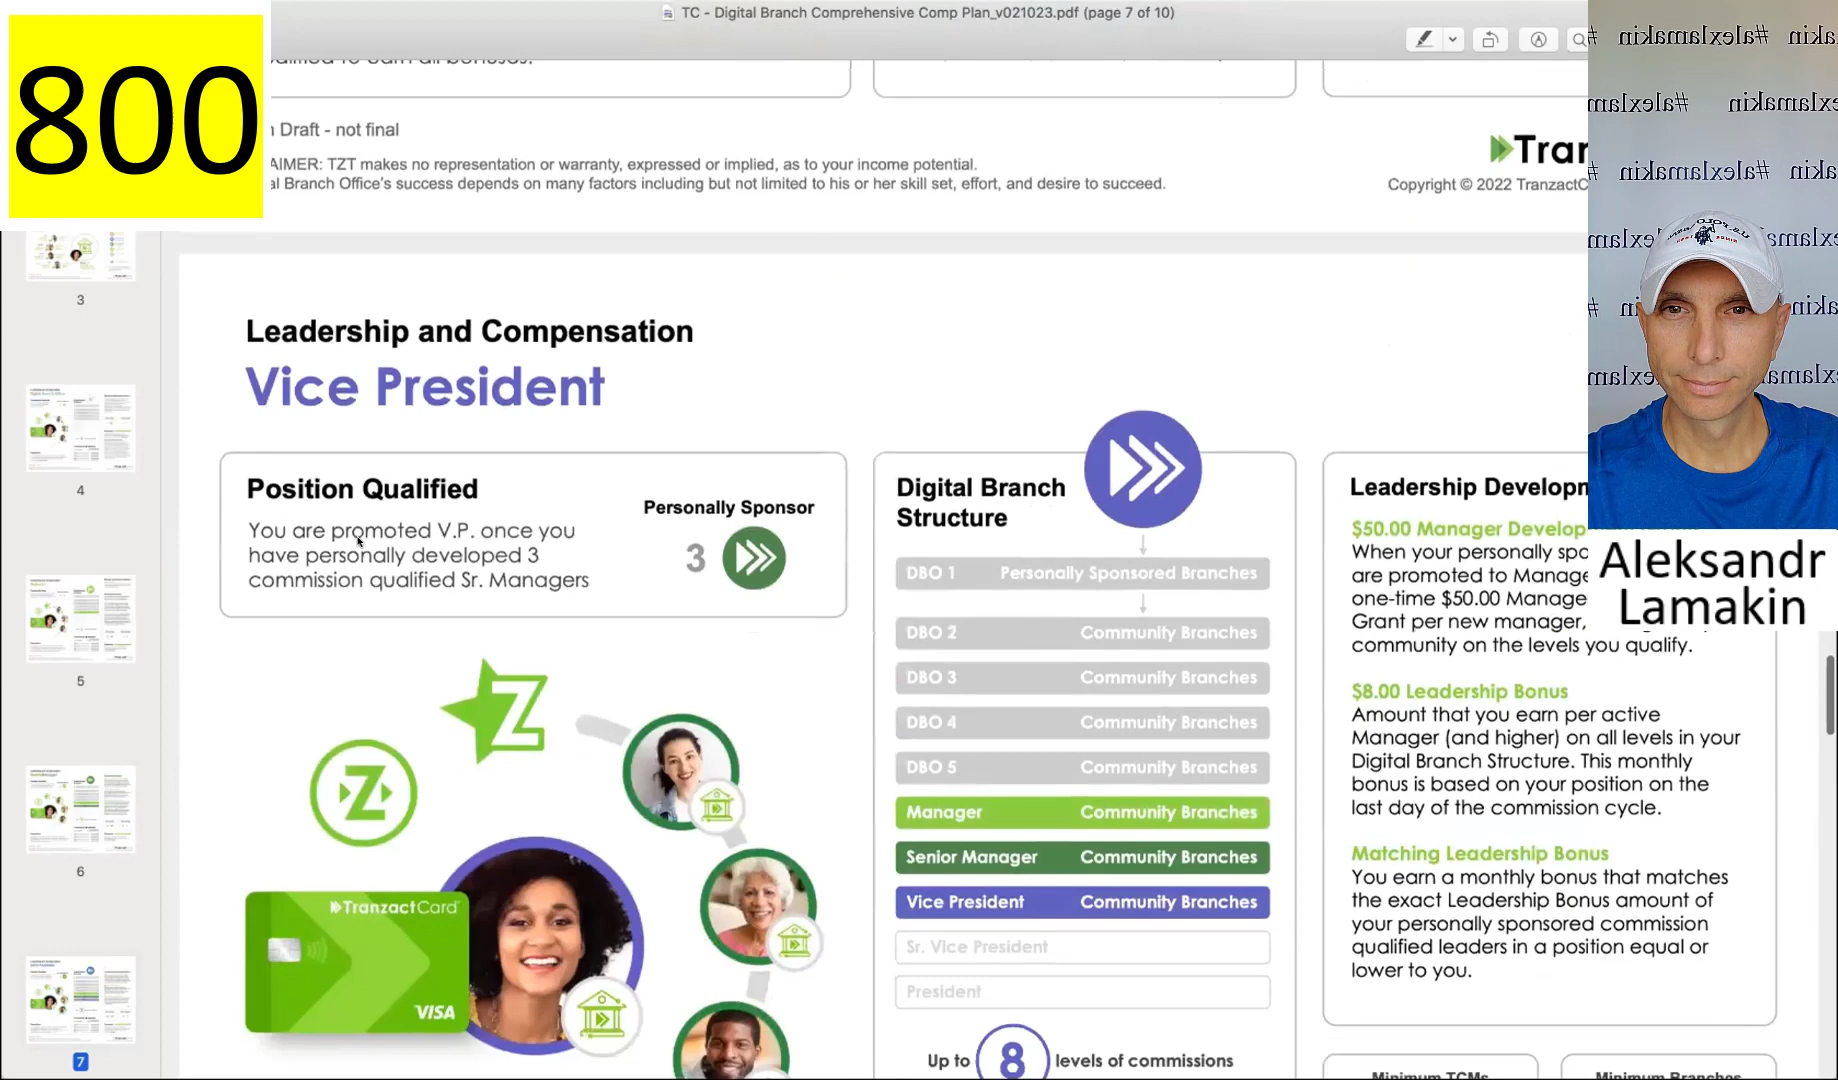 TC - Digital Branch Comprehensive Comp Plan_v021023.pdf (page 7 of 10)
800
Draft - not final
AIMER: TZT makes no representation or warranty, expressed or implied, as to your income potential.
al Branch Office's success depends on many factors including but not limited to his or her skill set, effort, and desire to succeed.
Tran
Copyright © 2022 TranzactC
#alexlamakin
3
4
5
6
7
Leadership and Compensation
Vice President
Position Qualified
You are promoted V.P. once you
have personally developed 3
commission qualified Sr. Managers
Personally Sponsor
3
Z
Z
TranzactCard
VISA
Digital Branch
Structure
DBO 1 Personally Sponsored Branches
DBO 2 Community Branches
DBO 3 Community Branches
DBO 4 Community Branches
DBO 5 Community Branches
Manager Community Branches
Senior Manager Community Branches
Vice President Community Branches
Sr. Vice President
President
Up to 8 levels of commissions
Leadership Developm
$50.00 Manager Develop
When your personally spo
are promoted to Manage
one-time $50.00 Manage
Grant per new manager,
community on the levels you qualify.
$8.00 Leadership Bonus
Amount that you earn per active
Manager (and higher) on all levels in your
Digital Branch Structure. This monthly
bonus is based on your position on the
last day of the commission cycle.
Matching Leadership Bonus
You earn a monthly bonus that matches
the exact Leadership Bonus amount of
your personally sponsored commission
qualified leaders in a position equal or
lower to you.
Minimum TCMs
Minimum Branches
Aleksandr
Lamakin